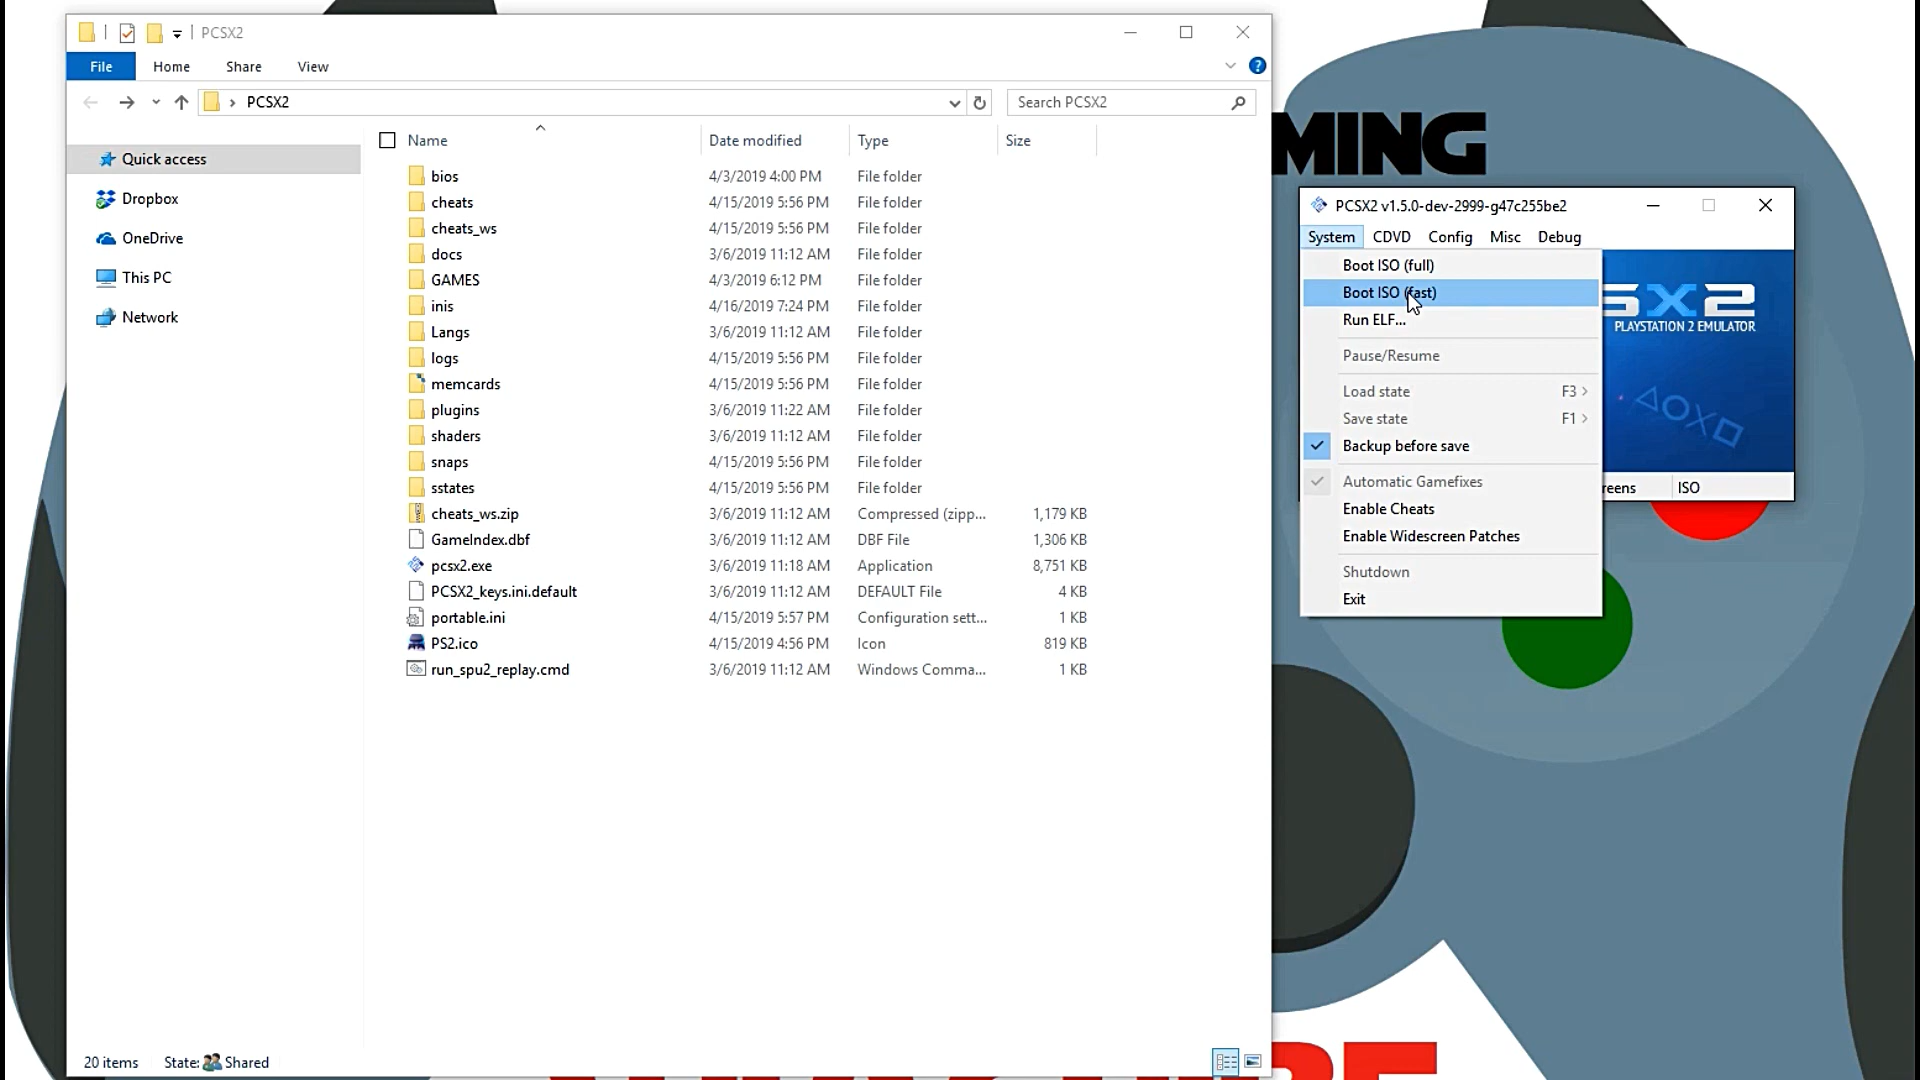 PCSX2
File Home Share View
PCSX2
Search PCSX2
Quick access
Dropbox
OneDrive
This PC
Network
Name Date modified Type Size
bios 4/3/2019 4:00 PM File folder
cheats 4/15/2019 5:56 PM File folder
cheats_ws 4/15/2019 5:56 PM File folder
docs 3/6/2019 11:12 AM File folder
GAMES 4/3/2019 6:12 PM File folder
inis 4/16/2019 7:24 PM File folder
Langs 3/6/2019 11:12 AM File folder
logs 4/15/2019 5:56 PM File folder
memcards 4/15/2019 5:56 PM File folder
plugins 3/6/2019 11:22 AM File folder
shaders 3/6/2019 11:12 AM File folder
snaps 4/15/2019 5:56 PM File folder
sstates 4/15/2019 5:56 PM File folder
cheats_ws.zip 3/6/2019 11:12 AM Compressed (zipp... 1,179 KB
GameIndex.dbf 3/6/2019 11:12 AM DBF File 1,306 KB
pcsx2.exe 3/6/2019 11:18 AM Application 8,751 KB
PCSX2_keys.ini.default 3/6/2019 11:12 AM DEFAULT File 4 KB
portable.ini 4/15/2019 5:57 PM Configuration sett... 1 KB
PS2.ico 4/15/2019 4:56 PM Icon 819 KB
run_spu2_replay.cmd 3/6/2019 11:12 AM Windows Comma... 1 KB
20 items State: Shared
MING
PCSX2 v1.5.0-dev-2999-g47c255be2
System CDVD Config Misc Debug
Boot ISO (full)
Boot ISO (fast)
Run ELF...
Pause/Resume
Load state F3
Save state F1
Backup before save
Automatic Gamefixes
Enable Cheats
Enable Widescreen Patches
Shutdown
Exit
SX2
PLAYSTATION 2 EMULATOR
reens ISO